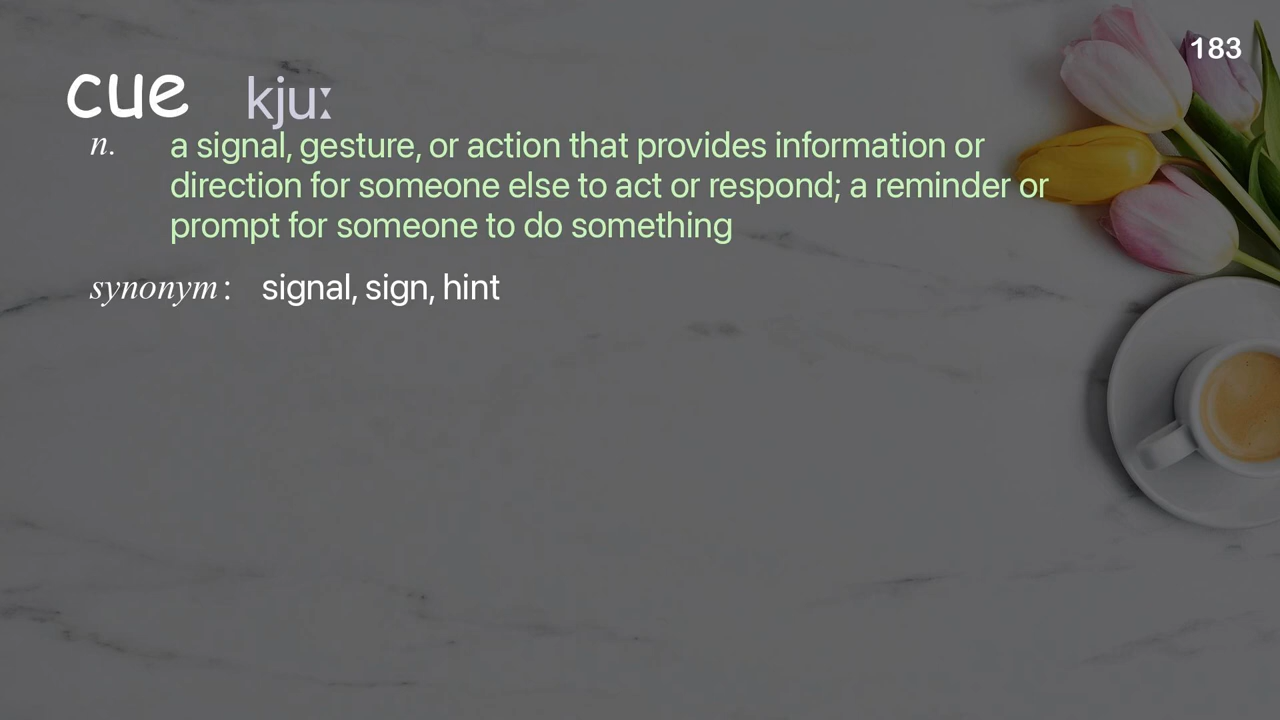 183
cue kjuː
n. a signal, gesture, or action that provides information or
direction for someone else to act or respond; a reminder or
prompt for someone to do something
synonym: signal, sign, hint